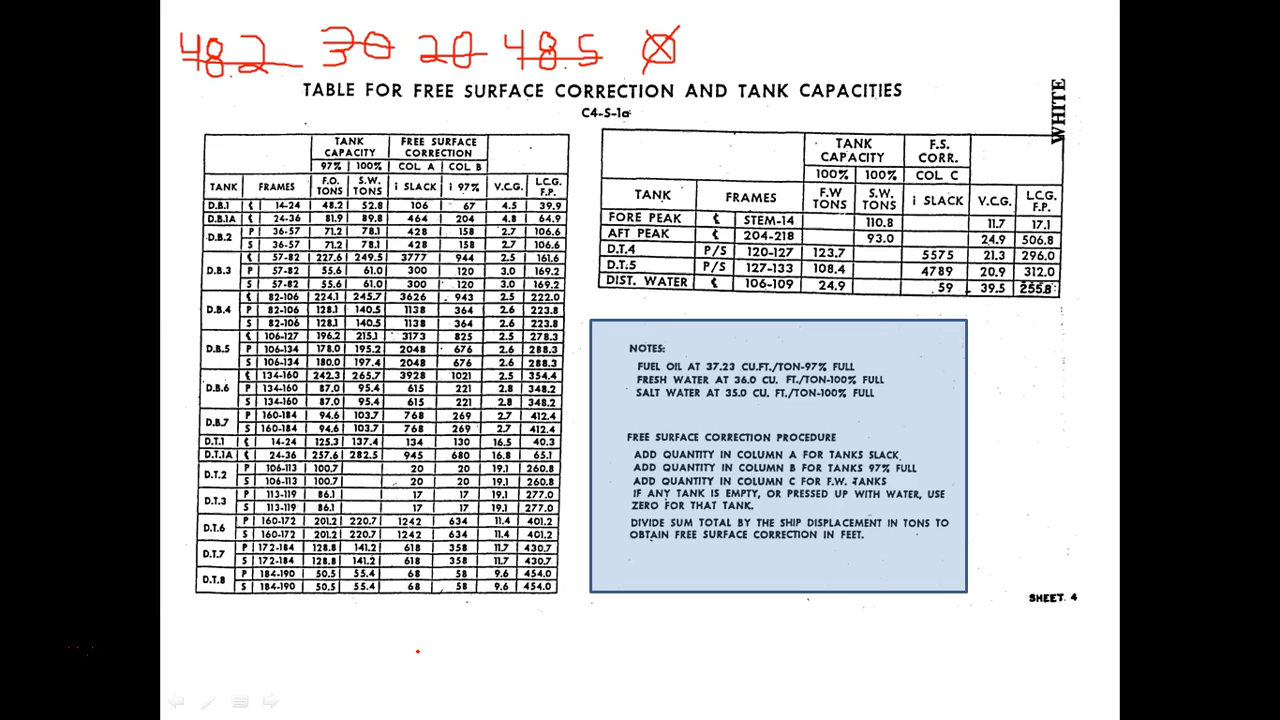 48.2 30 20 48.5
TABLE FOR FREE SURFACE CORRECTION AND TANK CAPACITIES
C4-S-1a
WHITE
TANK CAPACITY FREE SURFACE CORRECTION
97% 100% COL A COL B
TANK FRAMES F.O. TONS S.W. TONS i SLACK i 97% V.C.G. L.C.G. F.P.
D.B.1 ℄ 14-24 48.2 52.8 106 67 4.5 39.9
D.B.1A ℄ 24-36 81.9 89.8 464 204 4.8 64.9
D.B.2 P 36-57 71.2 78.1 428 158 2.7 106.6
S 36-57 71.2 78.1 428 158 2.7 106.6
D.B.3 ℄ 57-82 227.6 249.5 3777 944 2.5 161.6
P 57-82 55.6 61.0 300 120 3.0 169.2
S 57-82 55.6 61.0 300 120 3.0 169.2
D.B.4 ℄ 82-106 224.1 245.7 3626 943 2.5 222.0
P 82-106 128.1 140.5 1138 364 2.6 223.8
S 82-106 128.1 140.5 1138 364 2.6 223.8
D.B.5 ℄ 106-127 196.2 215.1 3173 825 2.5 278.3
P 106-134 178.0 195.2 2048 676 2.6 288.3
S 106-134 180.0 197.4 2048 676 2.6 288.3
D.B.6 ℄ 134-160 242.3 265.7 3928 1021 2.5 354.4
P 134-160 87.0 95.4 615 221 2.8 348.2
S 134-160 87.0 95.4 615 221 2.8 348.2
D.B.7 P 160-184 94.6 103.7 768 269 2.7 412.4
S 160-184 94.6 103.7 768 269 2.7 412.4
D.T.1 ℄ 14-24 125.3 137.4 134 130 16.5 40.3
D.T.1A ℄ 24-36 257.6 282.5 945 680 16.8 65.1
D.T.2 P 106-113 100.7 20 20 19.1 260.8
S 106-113 100.7 20 20 19.1 260.8
D.T.3 P 113-119 86.1 17 17 19.1 277.0
S 113-119 86.1 17 17 19.1 277.0
D.T.6 P 160-172 201.2 220.7 1242 634 11.4 401.2
S 160-172 201.2 220.7 1242 634 11.4 401.2
D.T.7 P 172-184 128.8 141.2 618 358 11.7 430.7
S 172-184 128.8 141.2 618 358 11.7 430.7
D.T.8 P 184-190 50.5 55.4 68 58 9.6 454.0
S 184-190 50.5 55.4 68 58 9.6 454.0
TANK CAPACITY F.S. CORR.
100% 100% COL C
TANK FRAMES F.W TONS S.W. TONS i SLACK V.C.G. L.C.G. F.P.
FORE PEAK ℄ STEM-14 110.8 11.7 17.1
AFT PEAK ℄ 204-218 93.0 24.9 506.8
D.T.4 P/S 120-127 123.7 5575 21.3 296.0
D.T.5 P/S 127-133 108.4 4789 20.9 312.0
DIST. WATER ℄ 106-109 24.9 59 39.5 255.8
NOTES:
FUEL OIL AT 37.23 CU.FT./TON-97% FULL
FRESH WATER AT 36.0 CU. FT./TON-100% FULL
SALT WATER AT 35.0 CU. FT./TON-100% FULL
FREE SURFACE CORRECTION PROCEDURE
ADD QUANTITY IN COLUMN A FOR TANKS SLACK.
ADD QUANTITY IN COLUMN B FOR TANKS 97% FULL
ADD QUANTITY IN COLUMN C FOR F.W. TANKS
IF ANY TANK IS EMPTY, OR PRESSED UP WITH WATER, USE
ZERO FOR THAT TANK.
DIVIDE SUM TOTAL BY THE SHIP DISPLACEMENT IN TONS TO
OBTAIN FREE SURFACE CORRECTION IN FEET.
SHEET 4